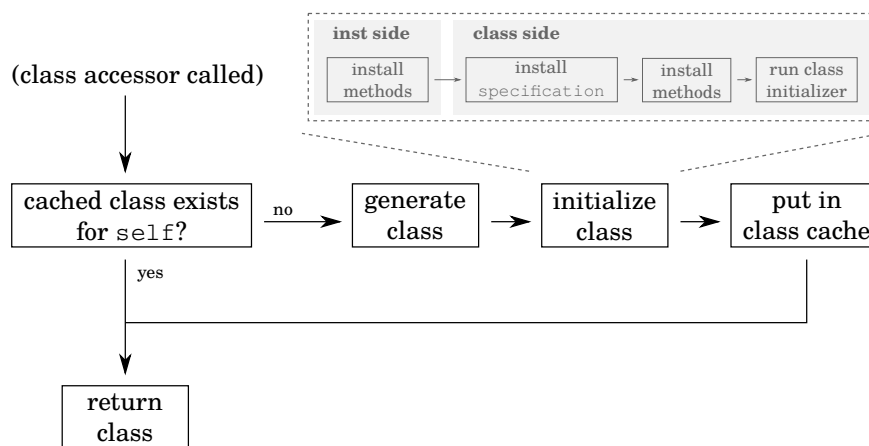 inst side
class side
install
methods
install
specification
install
methods
run class
initializer
(class accessor called)
cached class exists
for self?
no
generate
class
initialize
class
put in
class cache
yes
return
class